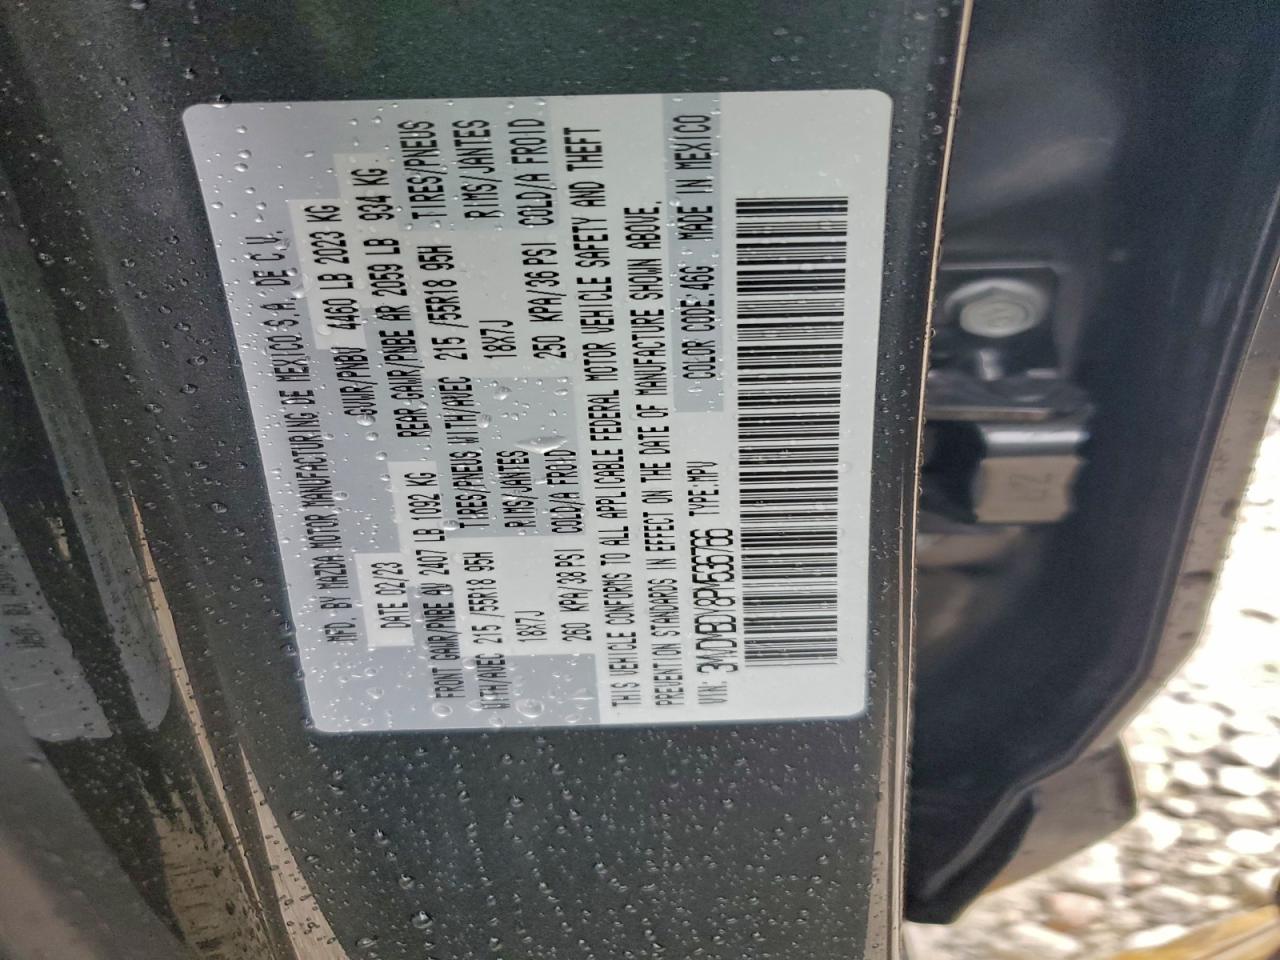 MFD. BY MAZDA MOTOR MANUFACTURING DE MEXICO S.A. DE C.V.
DATE 02/23 GVWR/PNBV 4460 LB 2023 KG
FRONT GAWR/PNBE AV 2407 LB 1092 KG REAR GAWR/PNBE AR 2059 LB 934 KG
WITH/AVEC 215 /55R18 95H TIRES/PNEUS WITH/AVEC 215 /55R18 95H TIRES/PNEUS
18X7J RIMS/JANTES 18X7J RIMS/JANTES
260 KPA/38 PSI COLD/A FROID 250 KPA/36 PSI COLD/A FROID
THIS VEHICLE CONFORMS TO ALL APPLICABLE FEDERAL MOTOR VEHICLE SAFETY AND THEFT
PREVENTION STANDARDS IN EFFECT ON THE DATE OF MANUFACTURE SHOWN ABOVE.
VIN: 3MVDMBDV8PM536766 TYPE:MPV COLOR CODE:46G MADE IN MEXICO